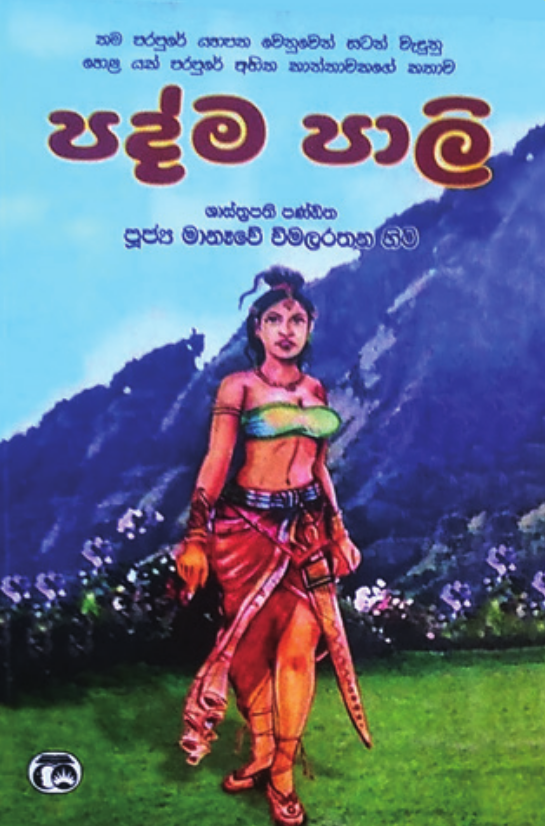 තම පරපුරේ යහපත වෙනුවෙන් සටන් වැදුනු
හෙළ යක් පරපුරේ අභීත කාන්තාවකගේ කතාව
පද්ම පාලි
ශාස්ත්‍රපති පණ්ඩිත
පූජ්‍ය මානෑවේ විමලරතන හිමි